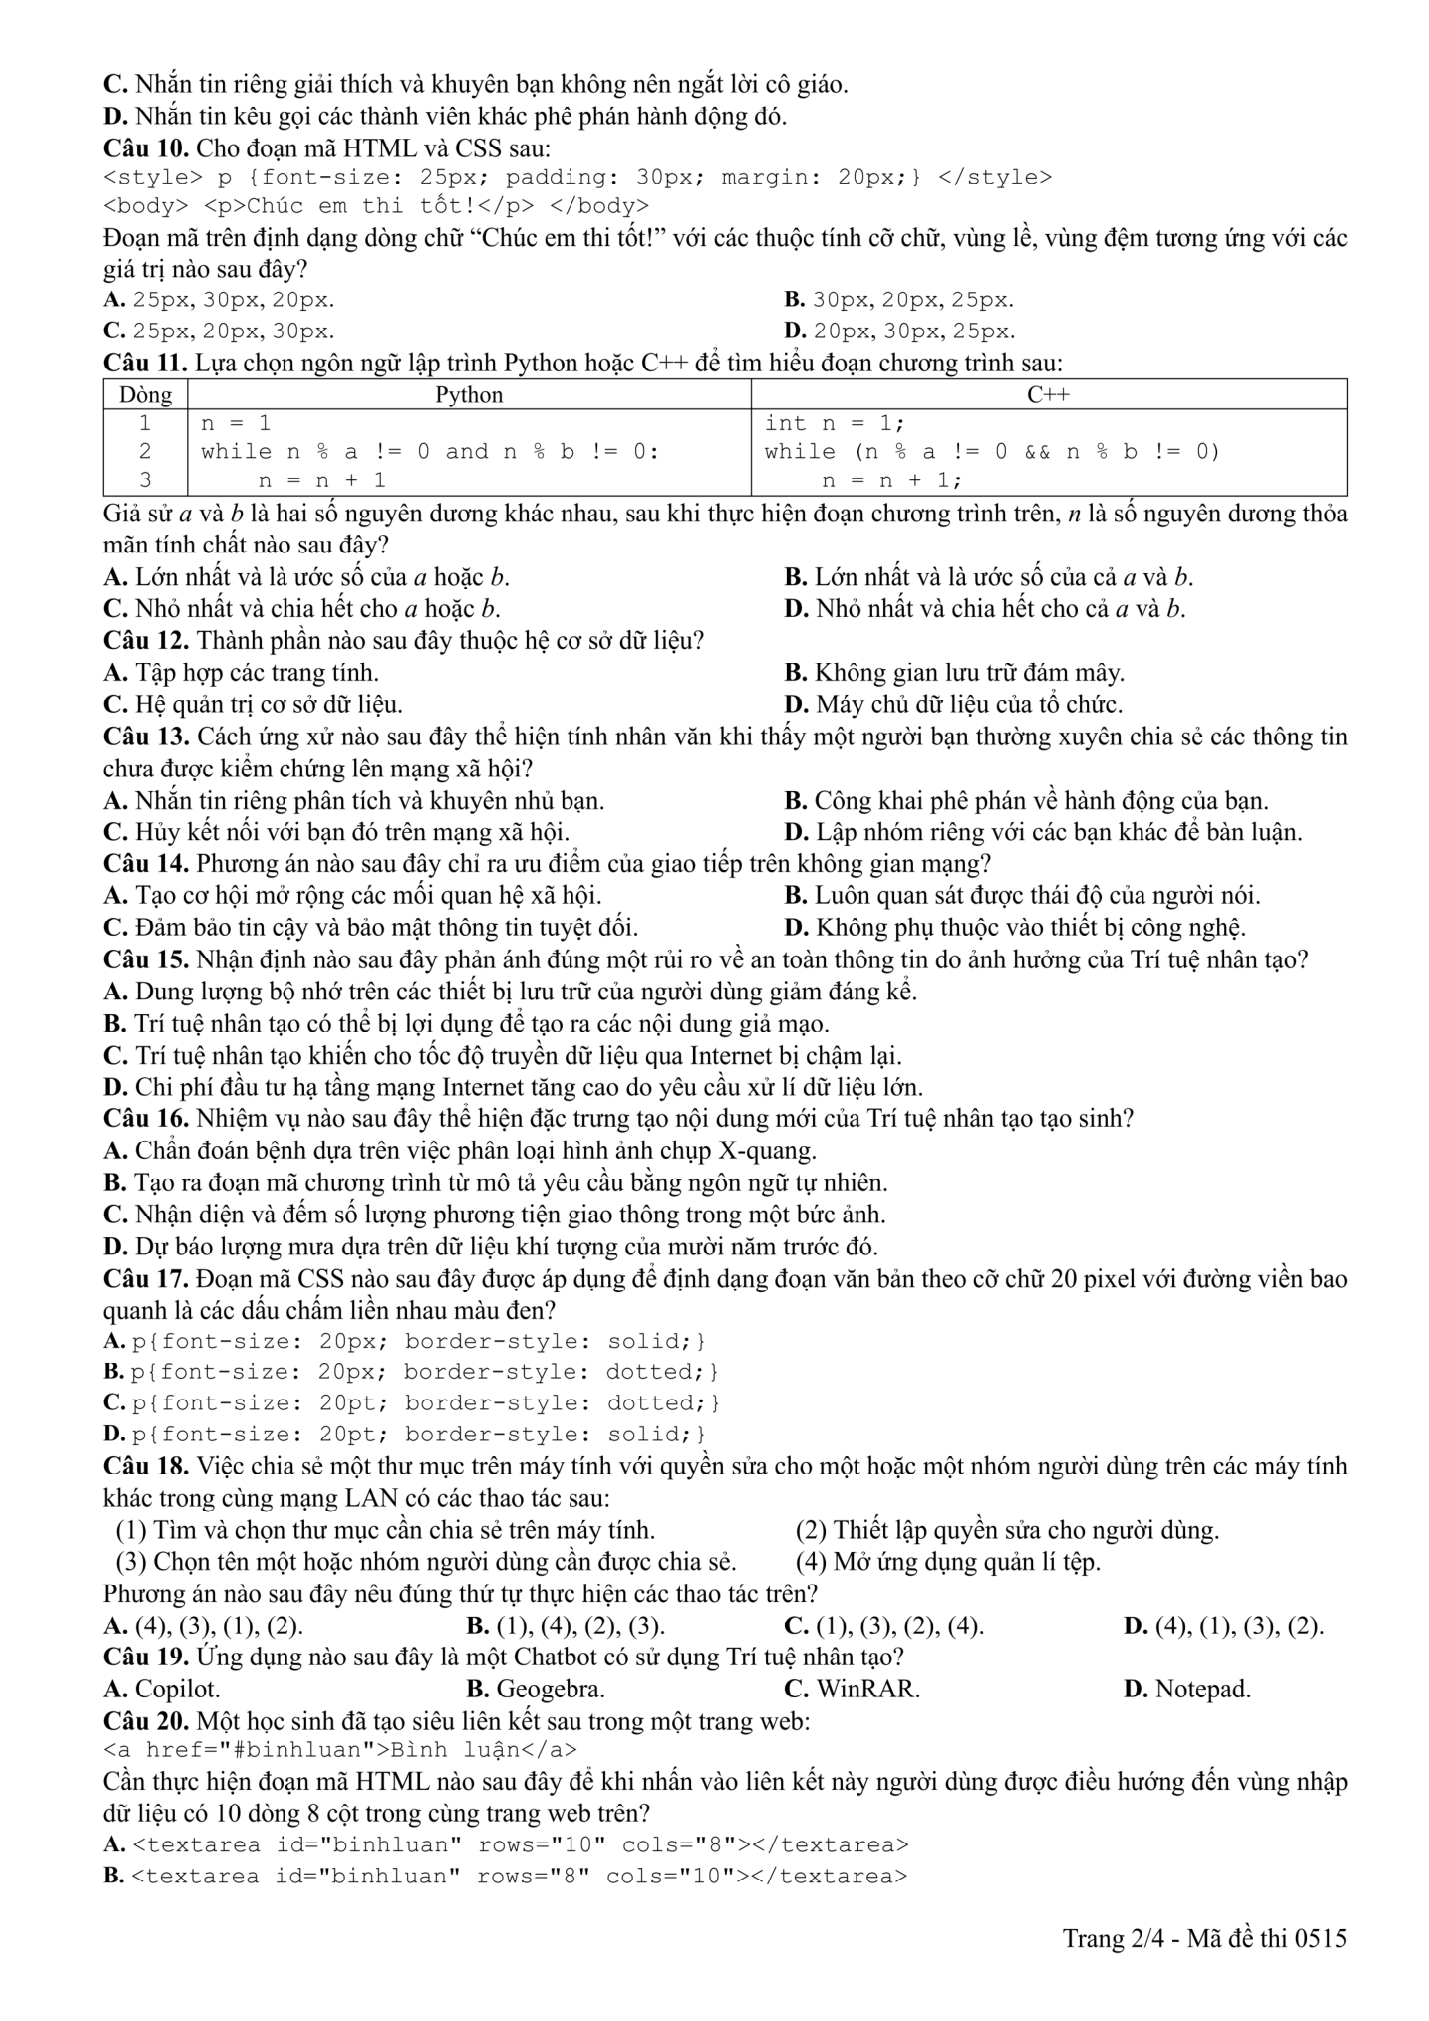 C. Nhắn tin riêng giải thích và khuyên bạn không nên ngắt lời cô giáo.
D. Nhắn tin kêu gọi các thành viên khác phê phán hành động đó.
Câu 10. Cho đoạn mã HTML và CSS sau:
<style> p {font-size: 25px; padding: 30px; margin: 20px;} </style>
<body> <p>Chúc em thi tốt!</p> </body>
Đoạn mã trên định dạng dòng chữ “Chúc em thi tốt!” với các thuộc tính cỡ chữ, vùng lề, vùng đệm tương ứng với các
giá trị nào sau đây?
A. 25px, 30px, 20px. B. 30px, 20px, 25px.
C. 25px, 20px, 30px. D. 20px, 30px, 25px.
Câu 11. Lựa chọn ngôn ngữ lập trình Python hoặc C++ để tìm hiểu đoạn chương trình sau:
Dòng Python C++
1 n = 1 int n = 1;
2 while n % a != 0 and n % b != 0: while (n % a != 0 && n % b != 0)
3 n = n + 1 n = n + 1;
Giả sử a và b là hai số nguyên dương khác nhau, sau khi thực hiện đoạn chương trình trên, n là số nguyên dương thỏa
mãn tính chất nào sau đây?
A. Lớn nhất và là ước số của a hoặc b. B. Lớn nhất và là ước số của cả a và b.
C. Nhỏ nhất và chia hết cho a hoặc b. D. Nhỏ nhất và chia hết cho cả a và b.
Câu 12. Thành phần nào sau đây thuộc hệ cơ sở dữ liệu?
A. Tập hợp các trang tính. B. Không gian lưu trữ đám mây.
C. Hệ quản trị cơ sở dữ liệu. D. Máy chủ dữ liệu của tổ chức.
Câu 13. Cách ứng xử nào sau đây thể hiện tính nhân văn khi thấy một người bạn thường xuyên chia sẻ các thông tin
chưa được kiểm chứng lên mạng xã hội?
A. Nhắn tin riêng phân tích và khuyên nhủ bạn. B. Công khai phê phán về hành động của bạn.
C. Hủy kết nối với bạn đó trên mạng xã hội. D. Lập nhóm riêng với các bạn khác để bàn luận.
Câu 14. Phương án nào sau đây chỉ ra ưu điểm của giao tiếp trên không gian mạng?
A. Tạo cơ hội mở rộng các mối quan hệ xã hội. B. Luôn quan sát được thái độ của người nói.
C. Đảm bảo tin cậy và bảo mật thông tin tuyệt đối. D. Không phụ thuộc vào thiết bị công nghệ.
Câu 15. Nhận định nào sau đây phản ánh đúng một rủi ro về an toàn thông tin do ảnh hưởng của Trí tuệ nhân tạo?
A. Dung lượng bộ nhớ trên các thiết bị lưu trữ của người dùng giảm đáng kể.
B. Trí tuệ nhân tạo có thể bị lợi dụng để tạo ra các nội dung giả mạo.
C. Trí tuệ nhân tạo khiến cho tốc độ truyền dữ liệu qua Internet bị chậm lại.
D. Chi phí đầu tư hạ tầng mạng Internet tăng cao do yêu cầu xử lí dữ liệu lớn.
Câu 16. Nhiệm vụ nào sau đây thể hiện đặc trưng tạo nội dung mới của Trí tuệ nhân tạo tạo sinh?
A. Chẩn đoán bệnh dựa trên việc phân loại hình ảnh chụp X-quang.
B. Tạo ra đoạn mã chương trình từ mô tả yêu cầu bằng ngôn ngữ tự nhiên.
C. Nhận diện và đếm số lượng phương tiện giao thông trong một bức ảnh.
D. Dự báo lượng mưa dựa trên dữ liệu khí tượng của mười năm trước đó.
Câu 17. Đoạn mã CSS nào sau đây được áp dụng để định dạng đoạn văn bản theo cỡ chữ 20 pixel với đường viền bao
quanh là các dấu chấm liền nhau màu đen?
A. p{font-size: 20px; border-style: solid;}
B. p{font-size: 20px; border-style: dotted;}
C. p{font-size: 20pt; border-style: dotted;}
D. p{font-size: 20pt; border-style: solid;}
Câu 18. Việc chia sẻ một thư mục trên máy tính với quyền sửa cho một hoặc một nhóm người dùng trên các máy tính
khác trong cùng mạng LAN có các thao tác sau:
(1) Tìm và chọn thư mục cần chia sẻ trên máy tính. (2) Thiết lập quyền sửa cho người dùng.
(3) Chọn tên một hoặc nhóm người dùng cần được chia sẻ. (4) Mở ứng dụng quản lí tệp.
Phương án nào sau đây nêu đúng thứ tự thực hiện các thao tác trên?
A. (4), (3), (1), (2). B. (1), (4), (2), (3). C. (1), (3), (2), (4). D. (4), (1), (3), (2).
Câu 19. Ứng dụng nào sau đây là một Chatbot có sử dụng Trí tuệ nhân tạo?
A. Copilot. B. Geogebra. C. WinRAR. D. Notepad.
Câu 20. Một học sinh đã tạo siêu liên kết sau trong một trang web:
<a href="#binhluan">Bình luận</a>
Cần thực hiện đoạn mã HTML nào sau đây để khi nhấn vào liên kết này người dùng được điều hướng đến vùng nhập
dữ liệu có 10 dòng 8 cột trong cùng trang web trên?
A. <textarea id="binhluan" rows="10" cols="8"></textarea>
B. <textarea id="binhluan" rows="8" cols="10"></textarea>
Trang 2/4 - Mã đề thi 0515